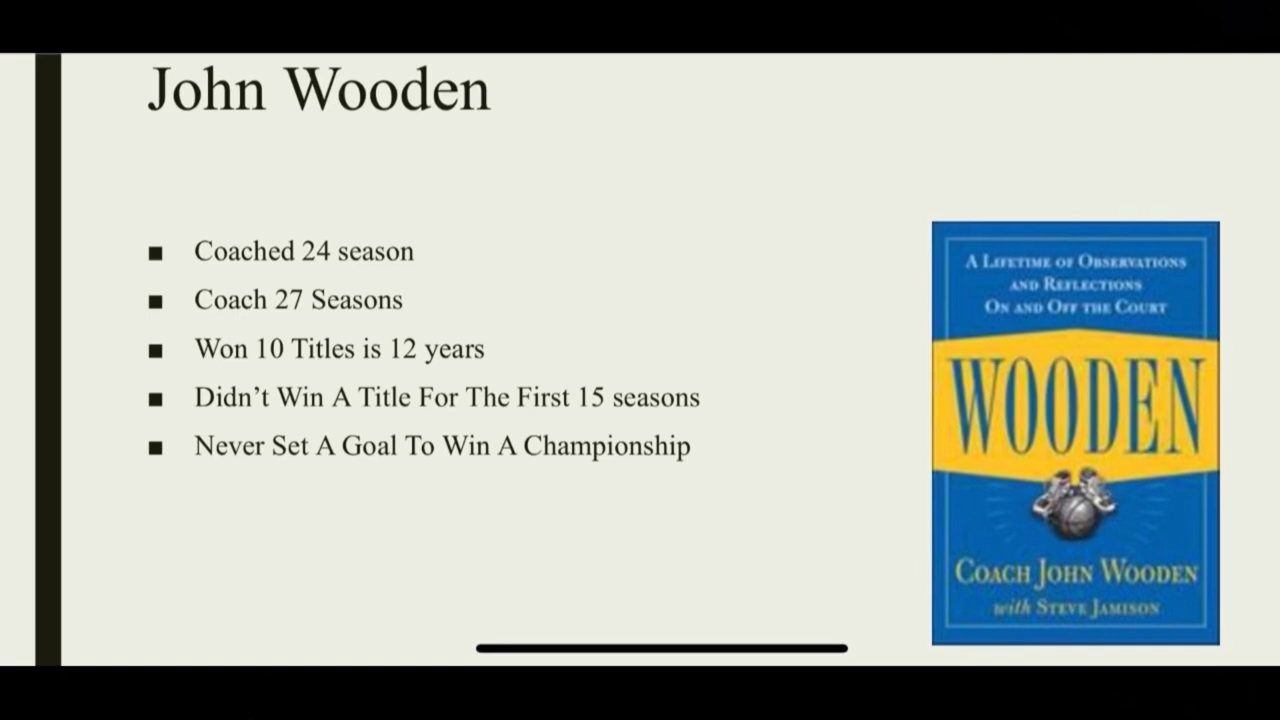 John Wooden
Coached 24 season
Coach 27 Seasons
Won 10 Titles is 12 years
Didn’t Win A Title For The First 15 seasons
Never Set A Goal To Win A Championship
A LIFETIME OF OBSERVATIONS
AND REFLECTIONS
ON AND OFF THE COURT
WOODEN
COACH JOHN WOODEN
with STEVE JAMISON